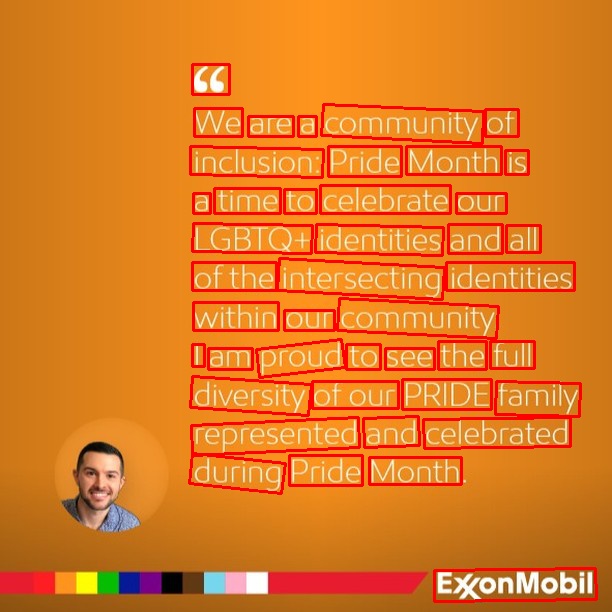 “
We are a community of
inclusion: Pride Month is
a time to celebrate our
LGBTQ+ identities and all
of the intersecting identities
within our community
I am proud to see the full
diversity of our PRIDE family
represented and celebrated
during Pride Month.
ExxonMobil